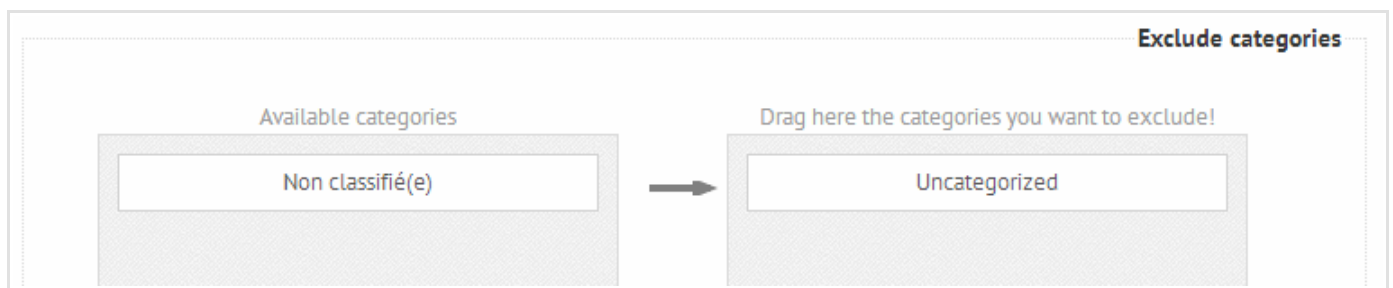 Exclude categories
Available categories
Drag here the categories you want to exclude!
Non classifié(e)
Uncategorized